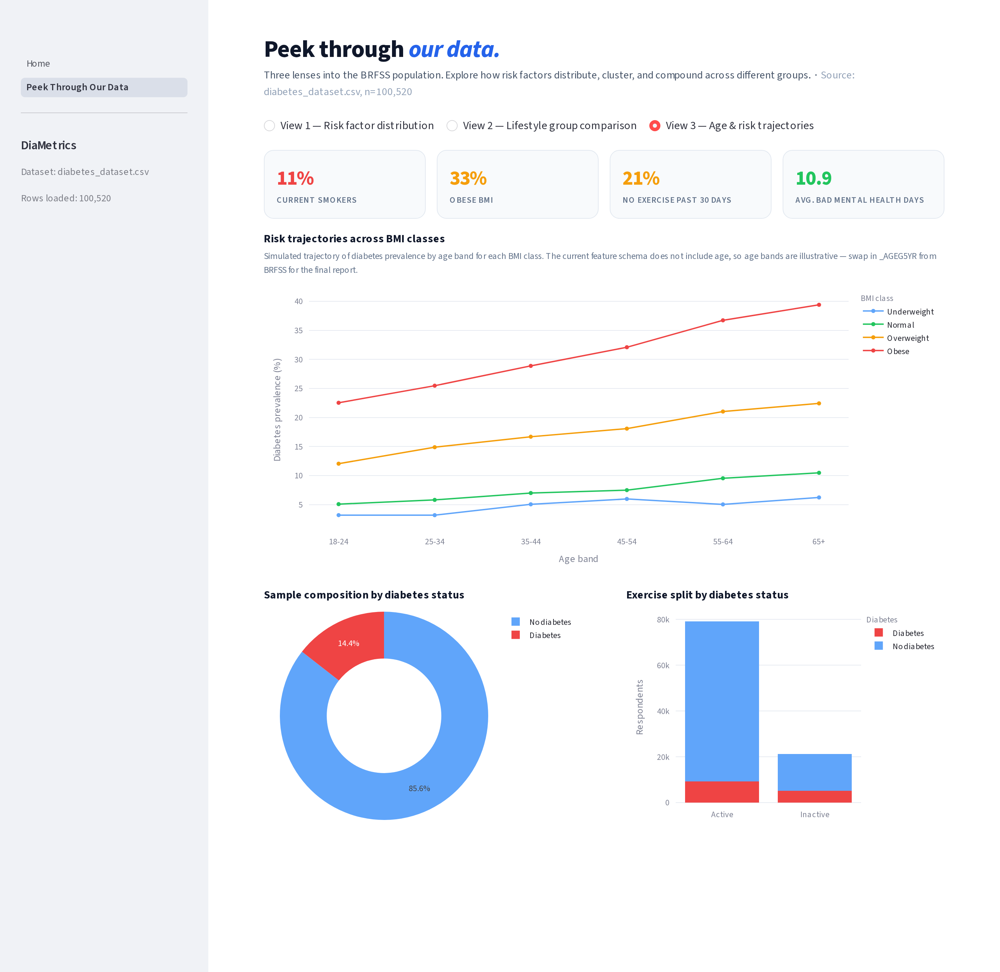 Home
Peek Through Our Data
DiaMetrics
Dataset: diabetes_dataset.csv
Rows loaded: 100,520
Peek through our data.
Three lenses into the BRFSS population. Explore how risk factors distribute, cluster, and compound across different groups. · Source:
diabetes_dataset.csv, n=100,520
View 1 — Risk factor distribution
View 2 — Lifestyle group comparison
View 3 — Age & risk trajectories
11%
CURRENT SMOKERS
33%
OBESE BMI
21%
NO EXERCISE PAST 30 DAYS
10.9
AVG. BAD MENTAL HEALTH DAYS
Risk trajectories across BMI classes
Simulated trajectory of diabetes prevalence by age band for each BMI class. The current feature schema does not include age, so age bands are illustrative — swap in _AGEG5YR from
BRFSS for the final report.
40
35
30
25
20
15
10
5
Diabetes prevalence (%)
18-24
25-34
35-44
45-54
55-64
65+
Age band
BMI class
Underweight
Normal
Overweight
Obese
Sample composition by diabetes status
14.4%
85.6%
No diabetes
Diabetes
Exercise split by diabetes status
80k
60k
40k
20k
0
Respondents
Active
Inactive
Diabetes
Diabetes
No diabetes